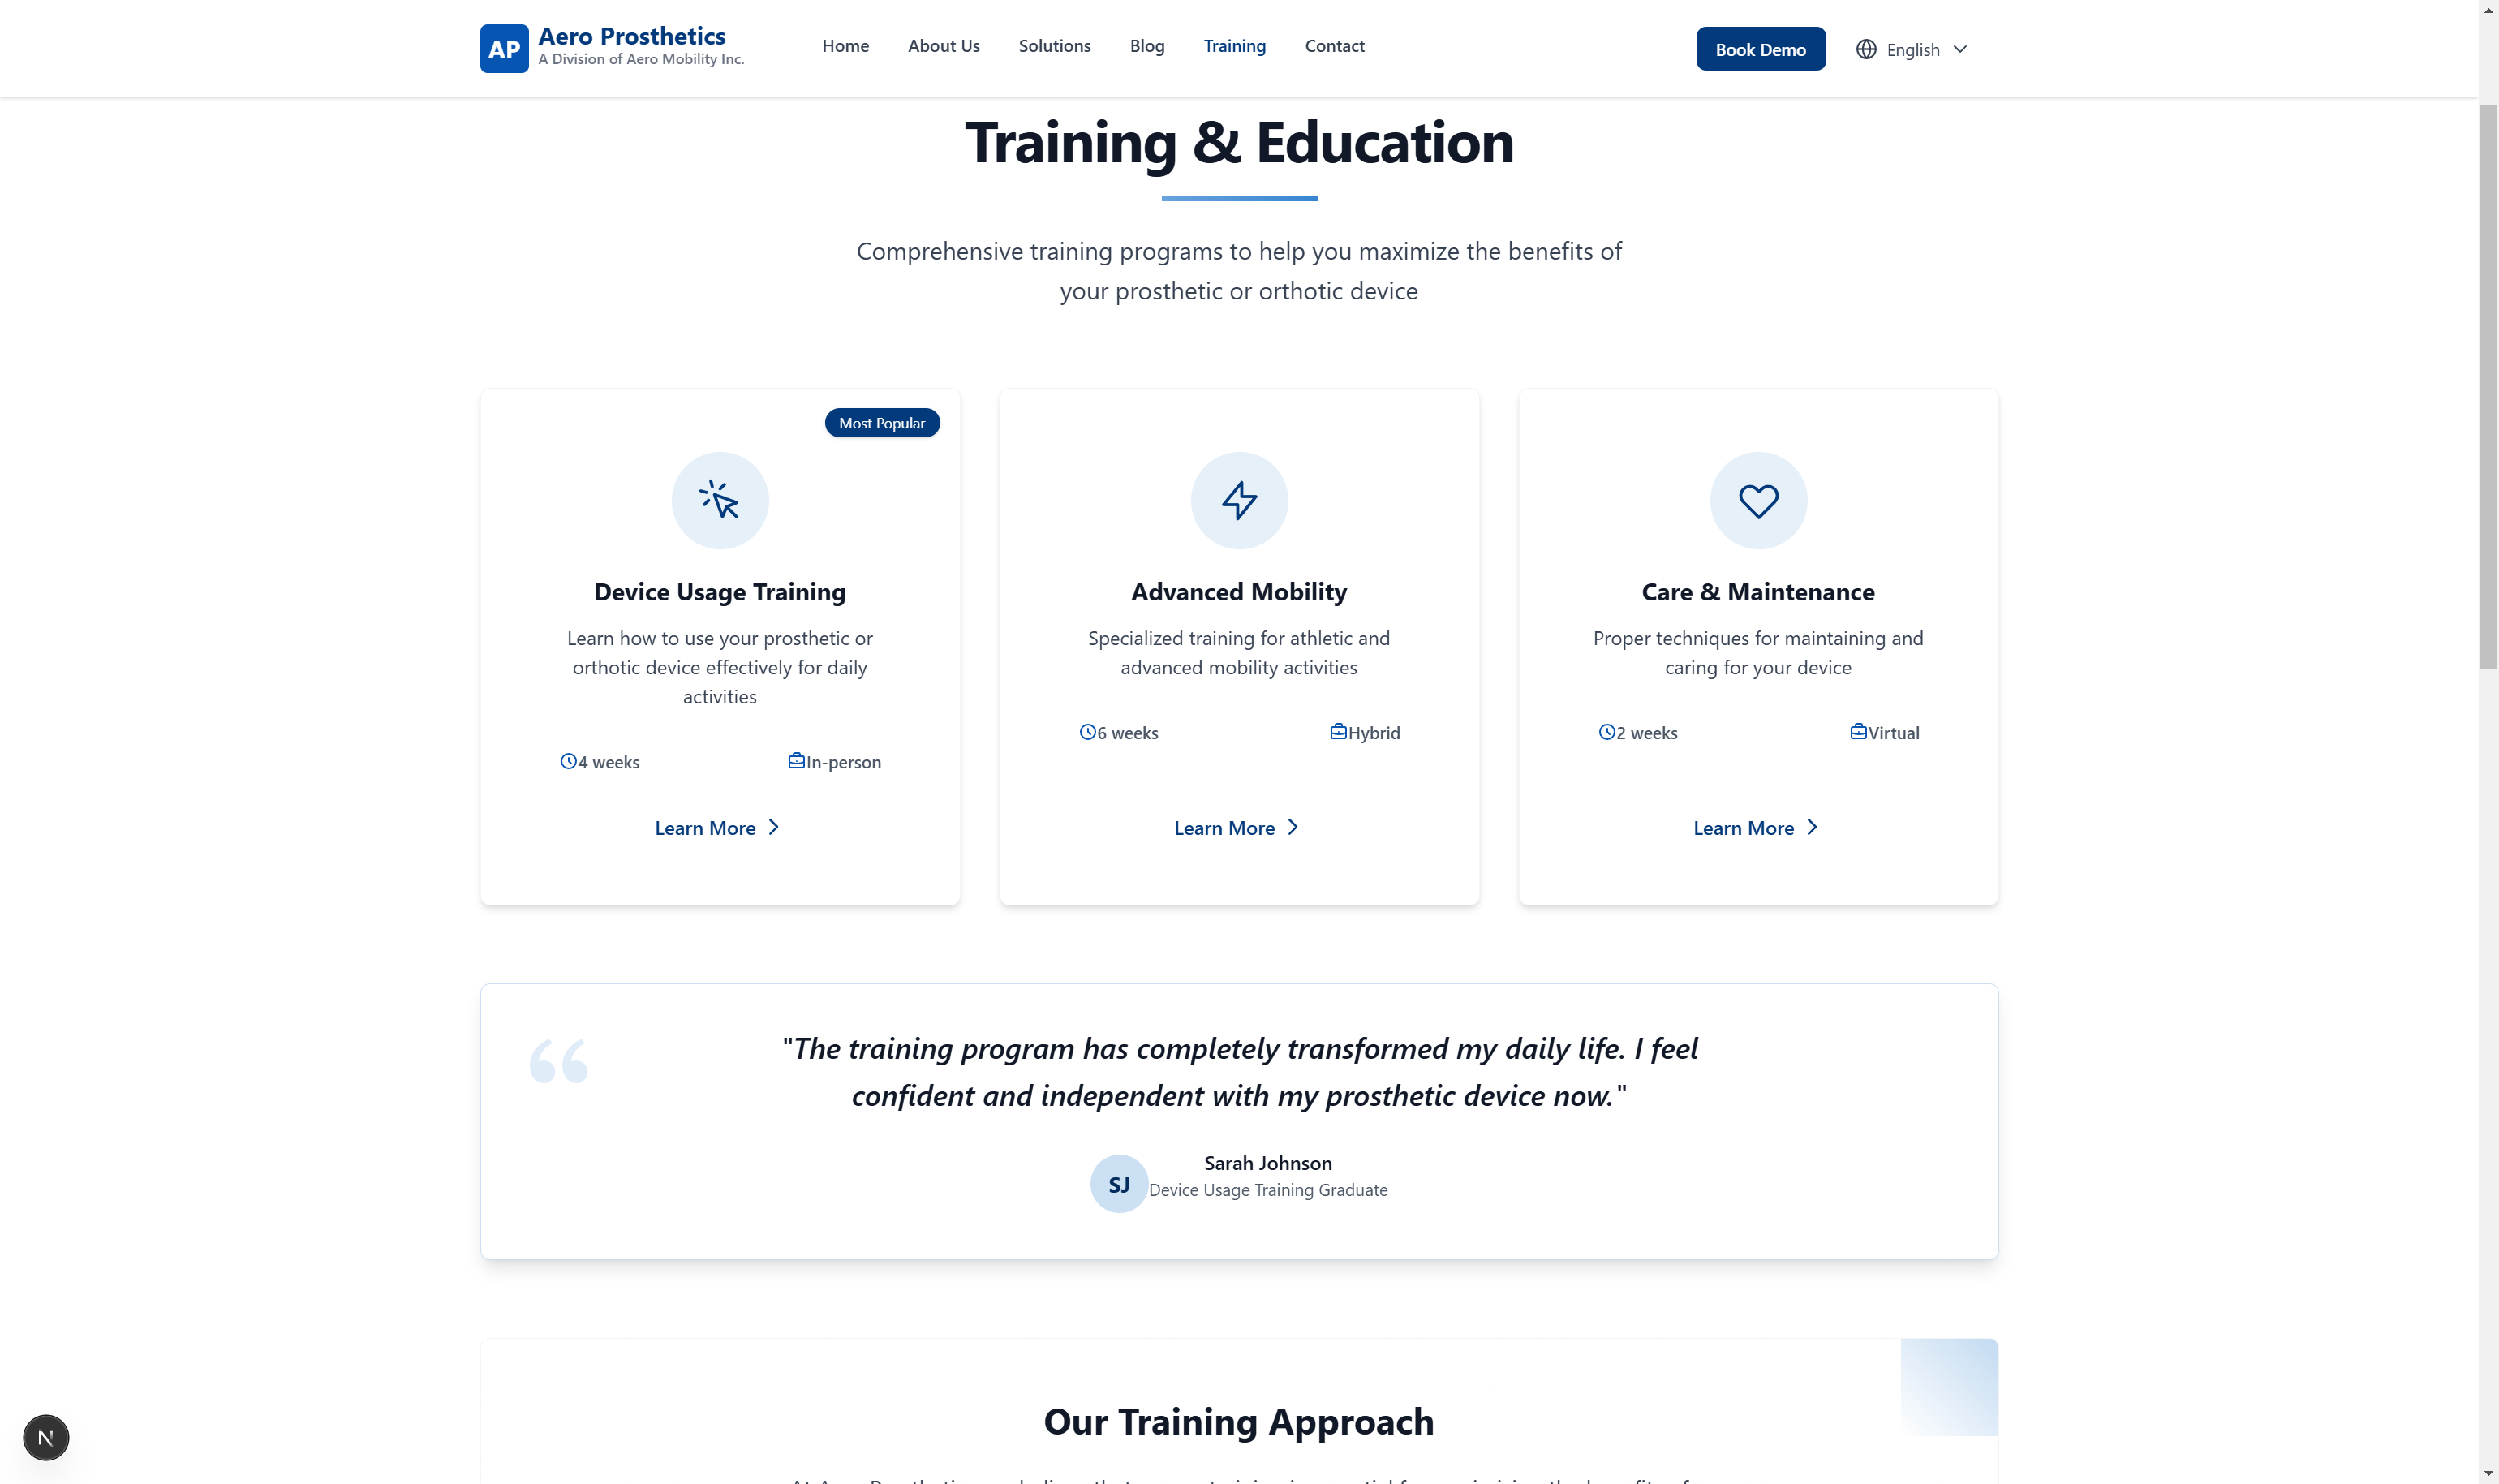 AP
Aero Prosthetics
A Division of Aero Mobility Inc.
Home About Us Solutions Blog Training Contact
Book Demo
English
Training & Education
Comprehensive training programs to help you maximize the benefits of
your prosthetic or orthotic device
Most Popular
Device Usage Training
Learn how to use your prosthetic or
orthotic device effectively for daily
activities
4 weeks In-person
Learn More
Advanced Mobility
Specialized training for athletic and
advanced mobility activities
6 weeks Hybrid
Learn More
Care & Maintenance
Proper techniques for maintaining and
caring for your device
2 weeks Virtual
Learn More
"The training program has completely transformed my daily life. I feel
confident and independent with my prosthetic device now."
SJ
Sarah Johnson
Device Usage Training Graduate
Our Training Approach
N